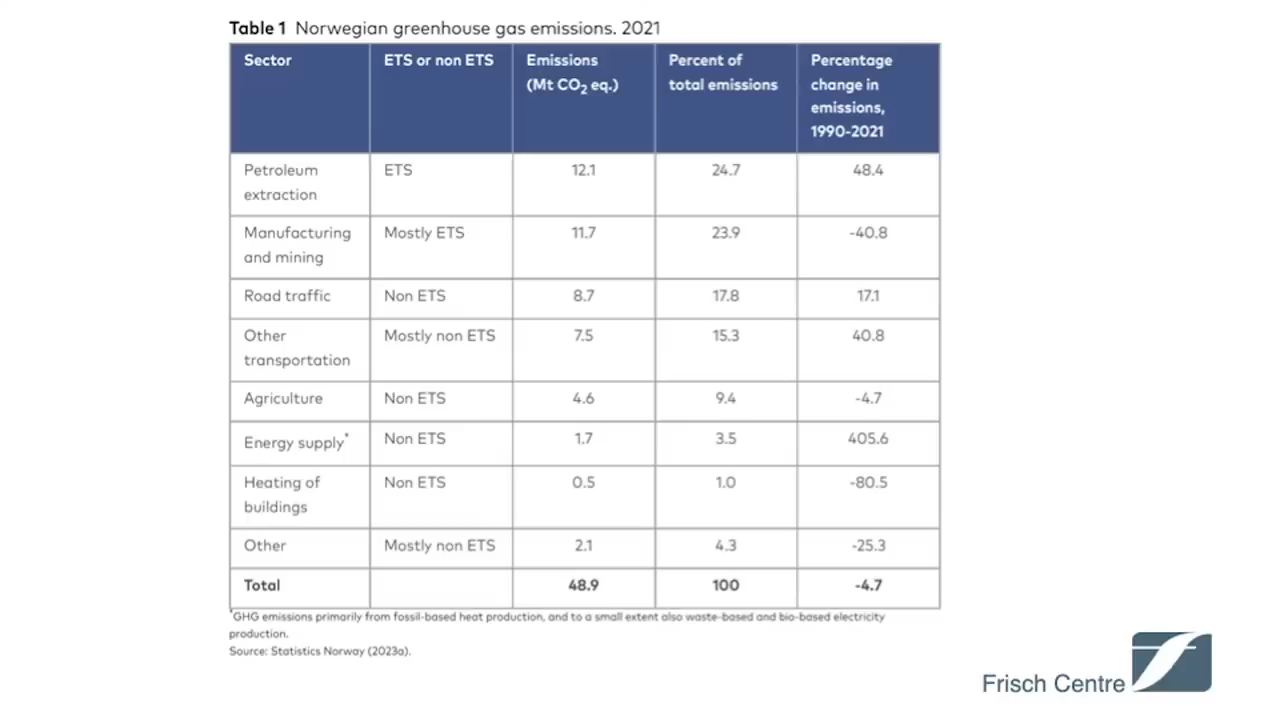 Table 1 Norwegian greenhouse gas emissions. 2021
Sector ETS or non ETS Emissions (Mt CO₂ eq.) Percent of total emissions Percentage change in emissions, 1990-2021
Petroleum extraction ETS 12.1 24.7 48.4
Manufacturing and mining Mostly ETS 11.7 23.9 -40.8
Road traffic Non ETS 8.7 17.8 17.1
Other transportation Mostly non ETS 7.5 15.3 40.8
Agriculture Non ETS 4.6 9.4 -4.7
Energy supply* Non ETS 1.7 3.5 405.6
Heating of buildings Non ETS 0.5 1.0 -80.5
Other Mostly non ETS 2.1 4.3 -25.3
Total 48.9 100 -4.7
*GHG emissions primarily from fossil-based heat production, and to a small extent also waste-based and bio-based electricity
production.
Source: Statistics Norway (2023a).
Frisch Centre